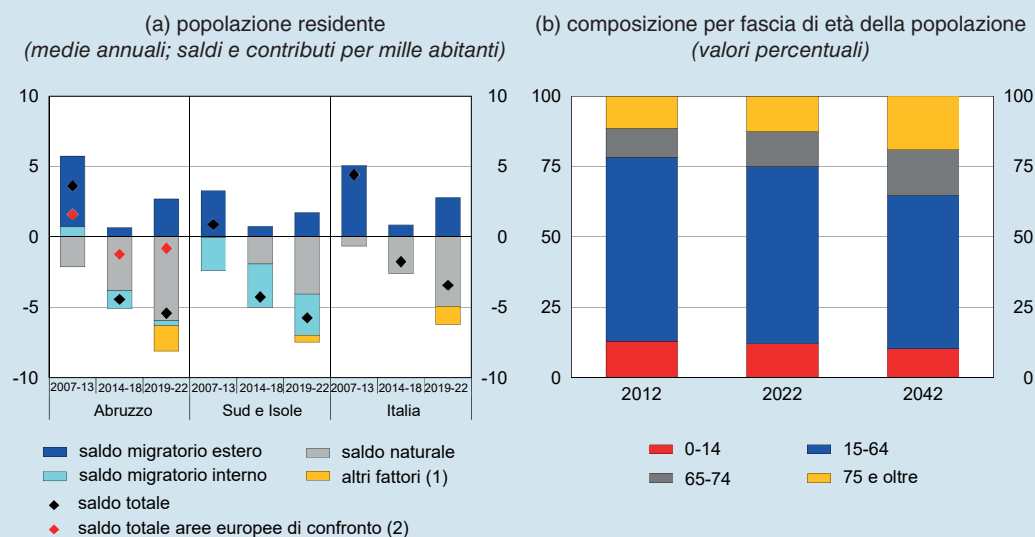 (a) popolazione residente
(medie annuali; saldi e contributi per mille abitanti)
10
5
0
-5
-10
10
5
0
-5
-10
2007-13 2014-18 2019-22 2007-13 2014-18 2019-22 2007-13 2014-18 2019-22
Abruzzo Sud e Isole Italia
saldo migratorio estero
saldo naturale
saldo migratorio interno
altri fattori (1)
saldo totale
saldo totale aree europee di confronto (2)
(b) composizione per fascia di età della popolazione
(valori percentuali)
100
75
50
25
0
100
75
50
25
0
2012 2022 2042
0-14
15-64
65-74
75 e oltre